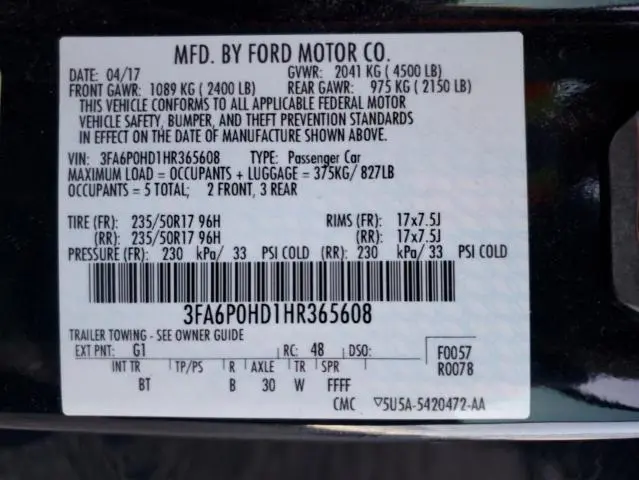 MFD. BY FORD MOTOR CO.
DATE: 04/17 GVWR: 2041 KG ( 4500 LB)
FRONT GAWR: 1089 KG ( 2400 LB) REAR GAWR: 975 KG ( 2150 LB)
THIS VEHICLE CONFORMS TO ALL APPLICABLE FEDERAL MOTOR
VEHICLE SAFETY, BUMPER, AND THEFT PREVENTION STANDARDS
IN EFFECT ON THE DATE OF MANUFACTURE SHOWN ABOVE.
VIN: 3FA6P0HD1HR365608 TYPE: Passenger Car
MAXIMUM LOAD = OCCUPANTS + LUGGAGE = 375KG/ 827LB
OCCUPANTS = 5 TOTAL; 2 FRONT, 3 REAR
TIRE (FR): 235/50R17 96H RIMS (FR): 17x7.5J
(RR): 235/50R17 96H (RR): 17x7.5J
PRESSURE (FR): 230 kPa/ 33 PSI COLD (RR): 230 kPa/ 33 PSI COLD
3FA6P0HD1HR365608
TRAILER TOWING - SEE OWNER GUIDE
EXT PNT: G1 RC: 48 DSO: F0057
INT TR TP/PS R AXLE TR SPR R0078
BT B 30 W FFFF
CMC ▽5U5A-5420472-AA